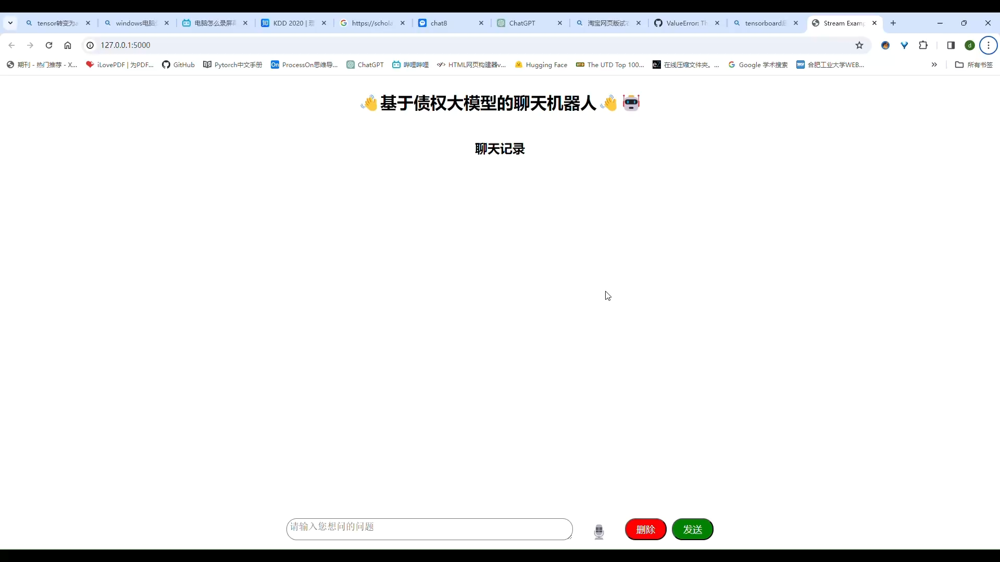 tensor转变为a
windows电脑
电脑怎么录屏
KDD 2020 | 理
https://schola
chat8
ChatGPT
淘宝网页版试
ValueError: Th
tensorboard
Stream Examp
127.0.0.1:5000
d
期刊 - 热门推荐 - X...
iLovePDF | 为PDF...
GitHub
Pytorch中文手册
On
ProcessOn思维导...
ChatGPT
哔哩哔哩
HTML网页构建器v...
Hugging Face
UTD
The UTD Top 100...
eZ
在线压缩文件夹。...
Google 学术搜索
合肥工业大学WEB...
所有书签
👋基于债权大模型的聊天机器人👋🤖
聊天记录
请输入您想问的问题
删除
发送